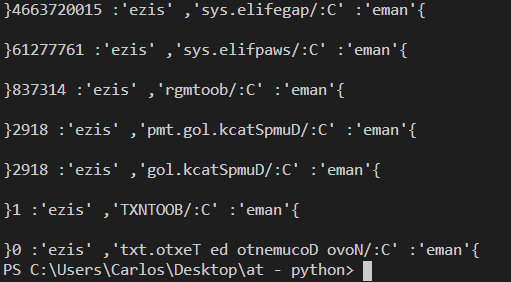 }4663720015 :'ezis' ,'sys.elifegap/:C' :'eman'{
}61277761 :'ezis' ,'sys.elifpaws/:C' :'eman'{
}837314 :'ezis' ,'rgmtoob/:C' :'eman'{
}2918 :'ezis' ,'pmt.gol.kcatSpmuD/:C' :'eman'{
}2918 :'ezis' ,'gol.kcatSpmuD/:C' :'eman'{
}1 :'ezis' ,'TXNTOOB/:C' :'eman'{
}0 :'ezis' ,'txt.otxeT ed otnemucoD ovoN/:C' :'eman'{
PS C:\Users\Carlos\Desktop\at - python>